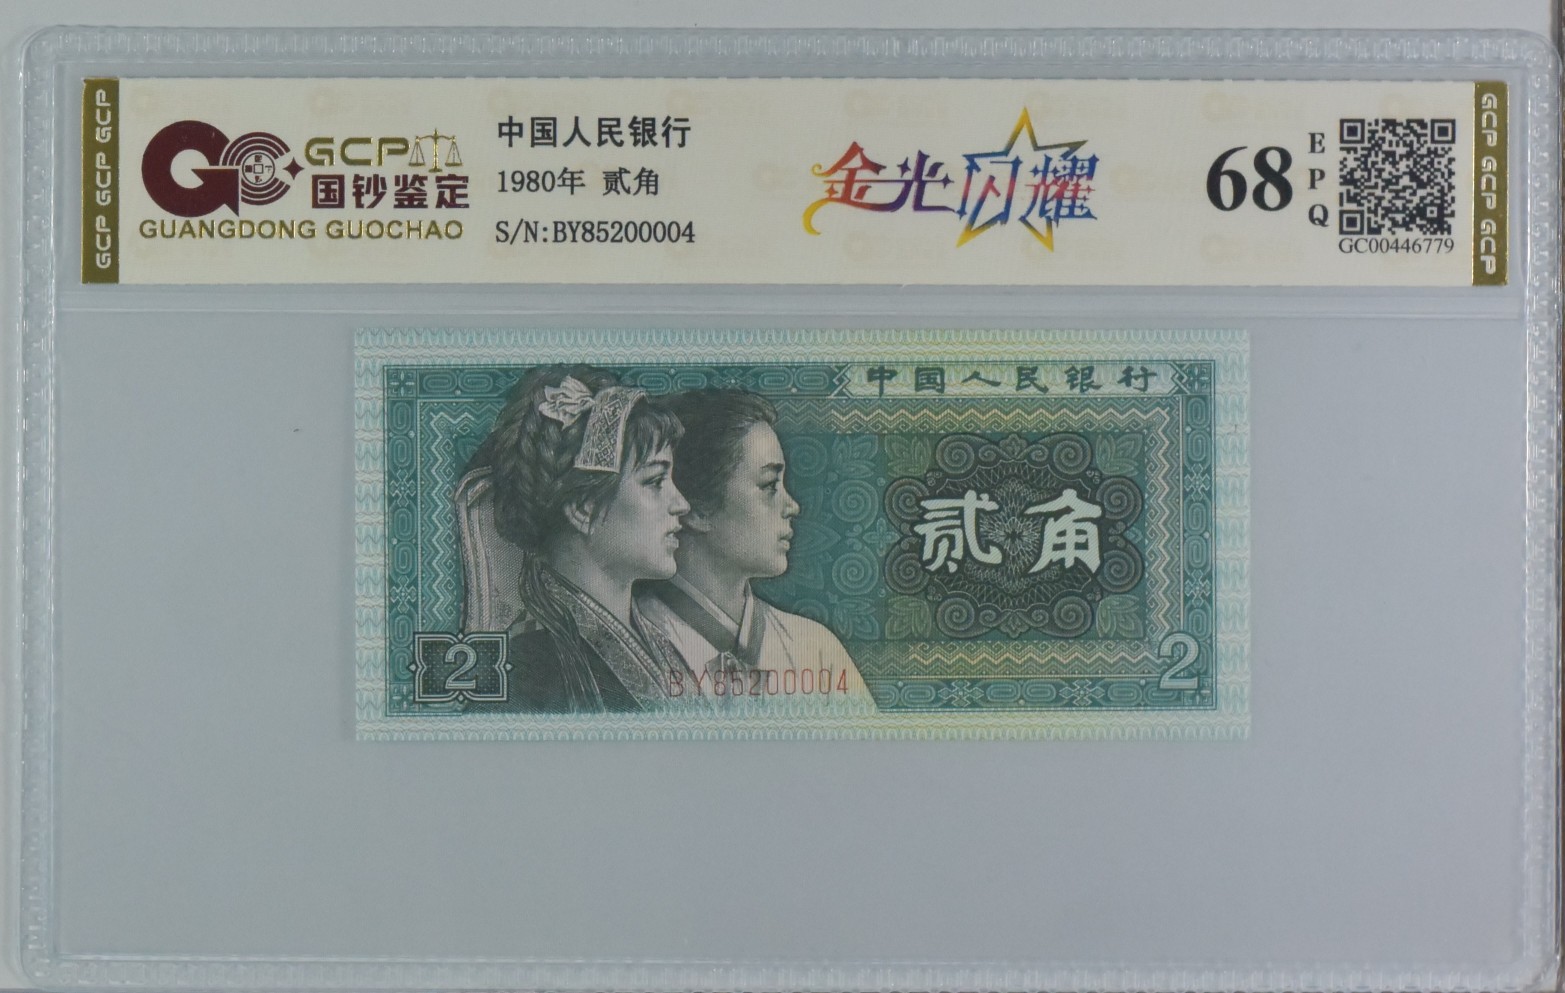 GCP GCP GCP
GCP
国钞鉴定
GUANGDONG GUOCHAO
中国人民银行
1980年 贰角
S/N:BY85200004
金光闪耀
68
EPQ
GC00446779
GCP GCP GCP
中国人民银行
贰角
2
2
BY85200004